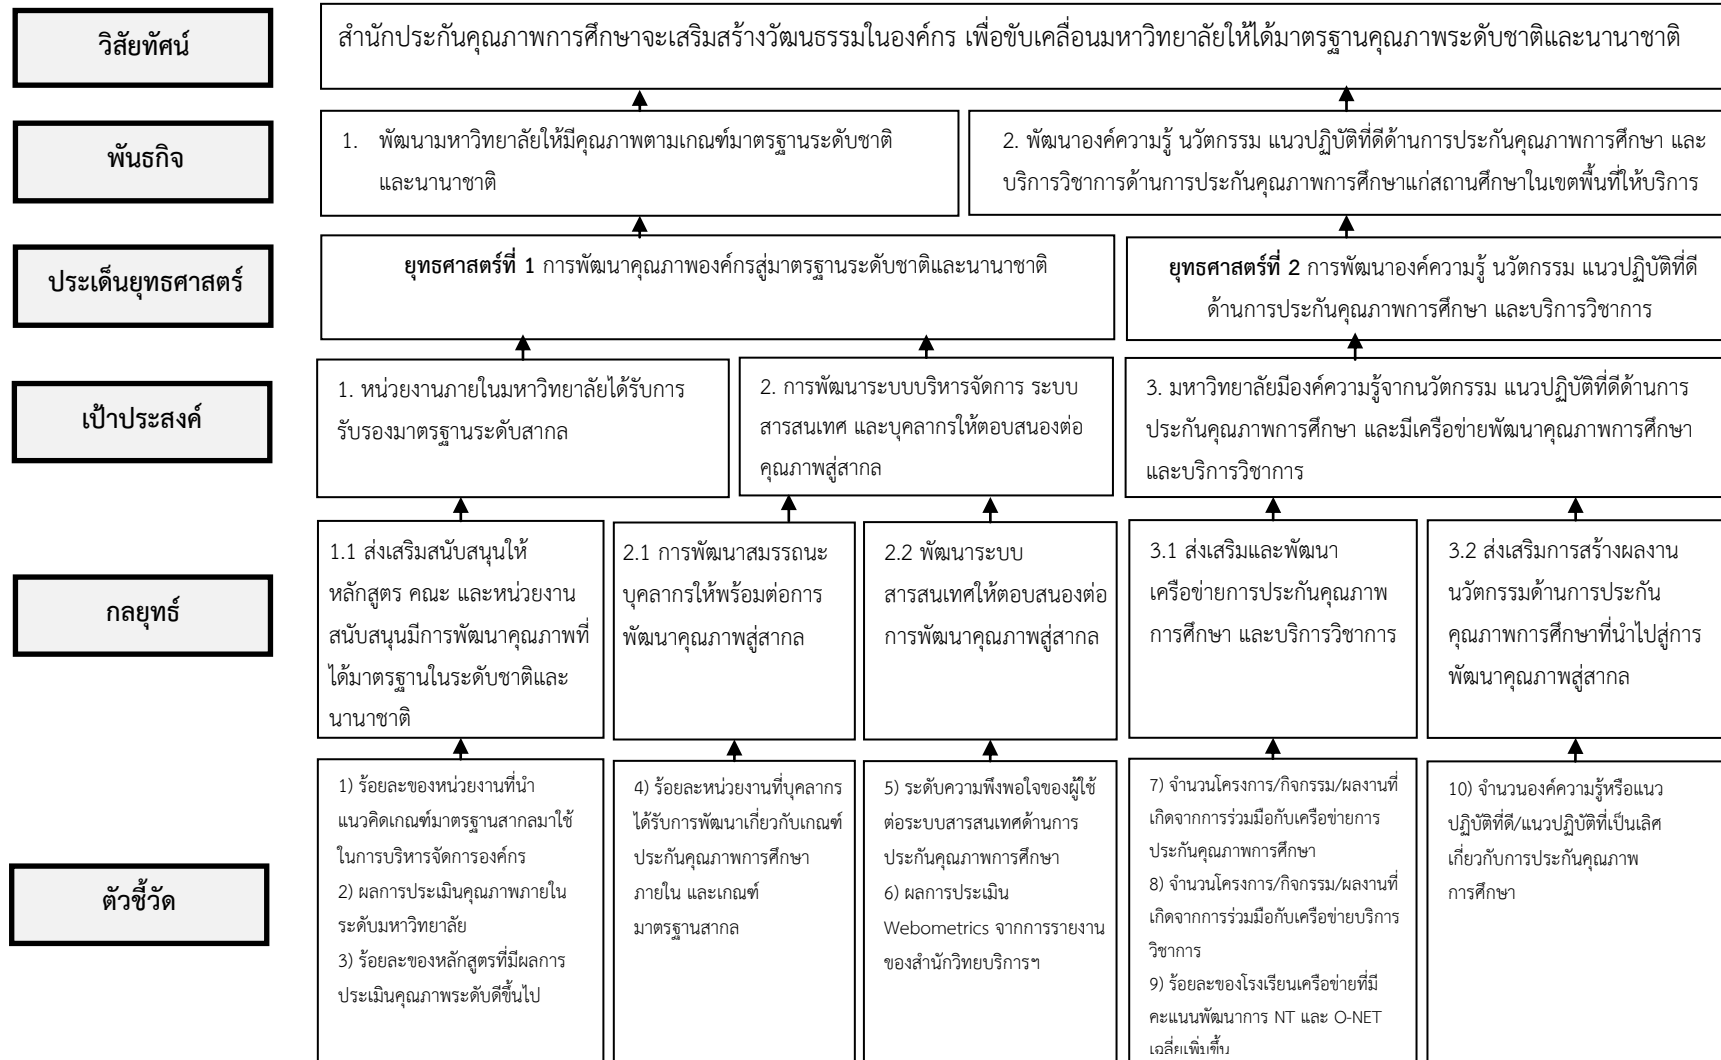 วิสัยทัศน์
สำนักประกันคุณภาพการศึกษาจะเสริมสร้างวัฒนธรรมในองค์กร เพื่อขับเคลื่อนมหาวิทยาลัยให้ได้มาตรฐานคุณภาพระดับชาติและนานาชาติ
พันธกิจ
1. พัฒนามหาวิทยาลัยให้มีคุณภาพตามเกณฑ์มาตรฐานระดับชาติ
และนานาชาติ
2. พัฒนาองค์ความรู้ นวัตกรรม แนวปฏิบัติที่ดีด้านการประกันคุณภาพการศึกษา และ
บริการวิชาการด้านการประกันคุณภาพการศึกษาแก่สถานศึกษาในเขตพื้นที่ให้บริการ
ประเด็นยุทธศาสตร์
ยุทธศาสตร์ที่ 1 การพัฒนาคุณภาพองค์กรสู่มาตรฐานระดับชาติและนานาชาติ
ยุทธศาสตร์ที่ 2 การพัฒนาองค์ความรู้ นวัตกรรม แนวปฏิบัติที่ดี
ด้านการประกันคุณภาพการศึกษา และบริการวิชาการ
เป้าประสงค์
1. หน่วยงานภายในมหาวิทยาลัยได้รับการ
รับรองมาตรฐานระดับสากล
2. การพัฒนาระบบบริหารจัดการ ระบบ
สารสนเทศ และบุคลากรให้ตอบสนองต่อ
คุณภาพสู่สากล
3. มหาวิทยาลัยมีองค์ความรู้จากนวัตกรรม แนวปฏิบัติที่ดีด้านการ
ประกันคุณภาพการศึกษา และมีเครือข่ายพัฒนาคุณภาพการศึกษา
และบริการวิชาการ
กลยุทธ์
1.1 ส่งเสริมสนับสนุนให้
หลักสูตร คณะ และหน่วยงาน
สนับสนุนมีการพัฒนาคุณภาพที่
ได้มาตรฐานในระดับชาติและ
นานาชาติ
2.1 การพัฒนาสมรรถนะ
บุคลากรให้พร้อมต่อการ
พัฒนาคุณภาพสู่สากล
2.2 พัฒนาระบบ
สารสนเทศให้ตอบสนองต่อ
การพัฒนาคุณภาพสู่สากล
3.1 ส่งเสริมและพัฒนา
เครือข่ายการประกันคุณภาพ
การศึกษา และบริการวิชาการ
3.2 ส่งเสริมการสร้างผลงาน
นวัตกรรมด้านการประกัน
คุณภาพการศึกษาที่นำไปสู่การ
พัฒนาคุณภาพสู่สากล
ตัวชี้วัด
1) ร้อยละของหน่วยงานที่นำ
แนวคิดเกณฑ์มาตรฐานสากลมาใช้
ในการบริหารจัดการองค์กร
2) ผลการประเมินคุณภาพภายใน
ระดับมหาวิทยาลัย
3) ร้อยละของหลักสูตรที่มีผลการ
ประเมินคุณภาพระดับดีขึ้นไป
4) ร้อยละหน่วยงานที่บุคลากร
ได้รับการพัฒนาเกี่ยวกับเกณฑ์
ประกันคุณภาพการศึกษา
ภายใน และเกณฑ์
มาตรฐานสากล
5) ระดับความพึงพอใจของผู้ใช้
ต่อระบบสารสนเทศด้านการ
ประกันคุณภาพการศึกษา
6) ผลการประเมิน
Webometrics จากการรายงาน
ของสำนักวิทยบริการฯ
7) จำนวนโครงการ/กิจกรรม/ผลงานที่
เกิดจากการร่วมมือกับเครือข่ายการ
ประกันคุณภาพการศึกษา
8) จำนวนโครงการ/กิจกรรม/ผลงานที่
เกิดจากการร่วมมือกับเครือข่ายบริการ
วิชาการ
9) ร้อยละของโรงเรียนเครือข่ายที่มี
คะแนนพัฒนาการ NT และ O-NET
เฉลี่ยเพิ่มขึ้น
10) จำนวนองค์ความรู้หรือแนว
ปฏิบัติที่ดี/แนวปฏิบัติที่เป็นเลิศ
เกี่ยวกับการประกันคุณภาพ
การศึกษา